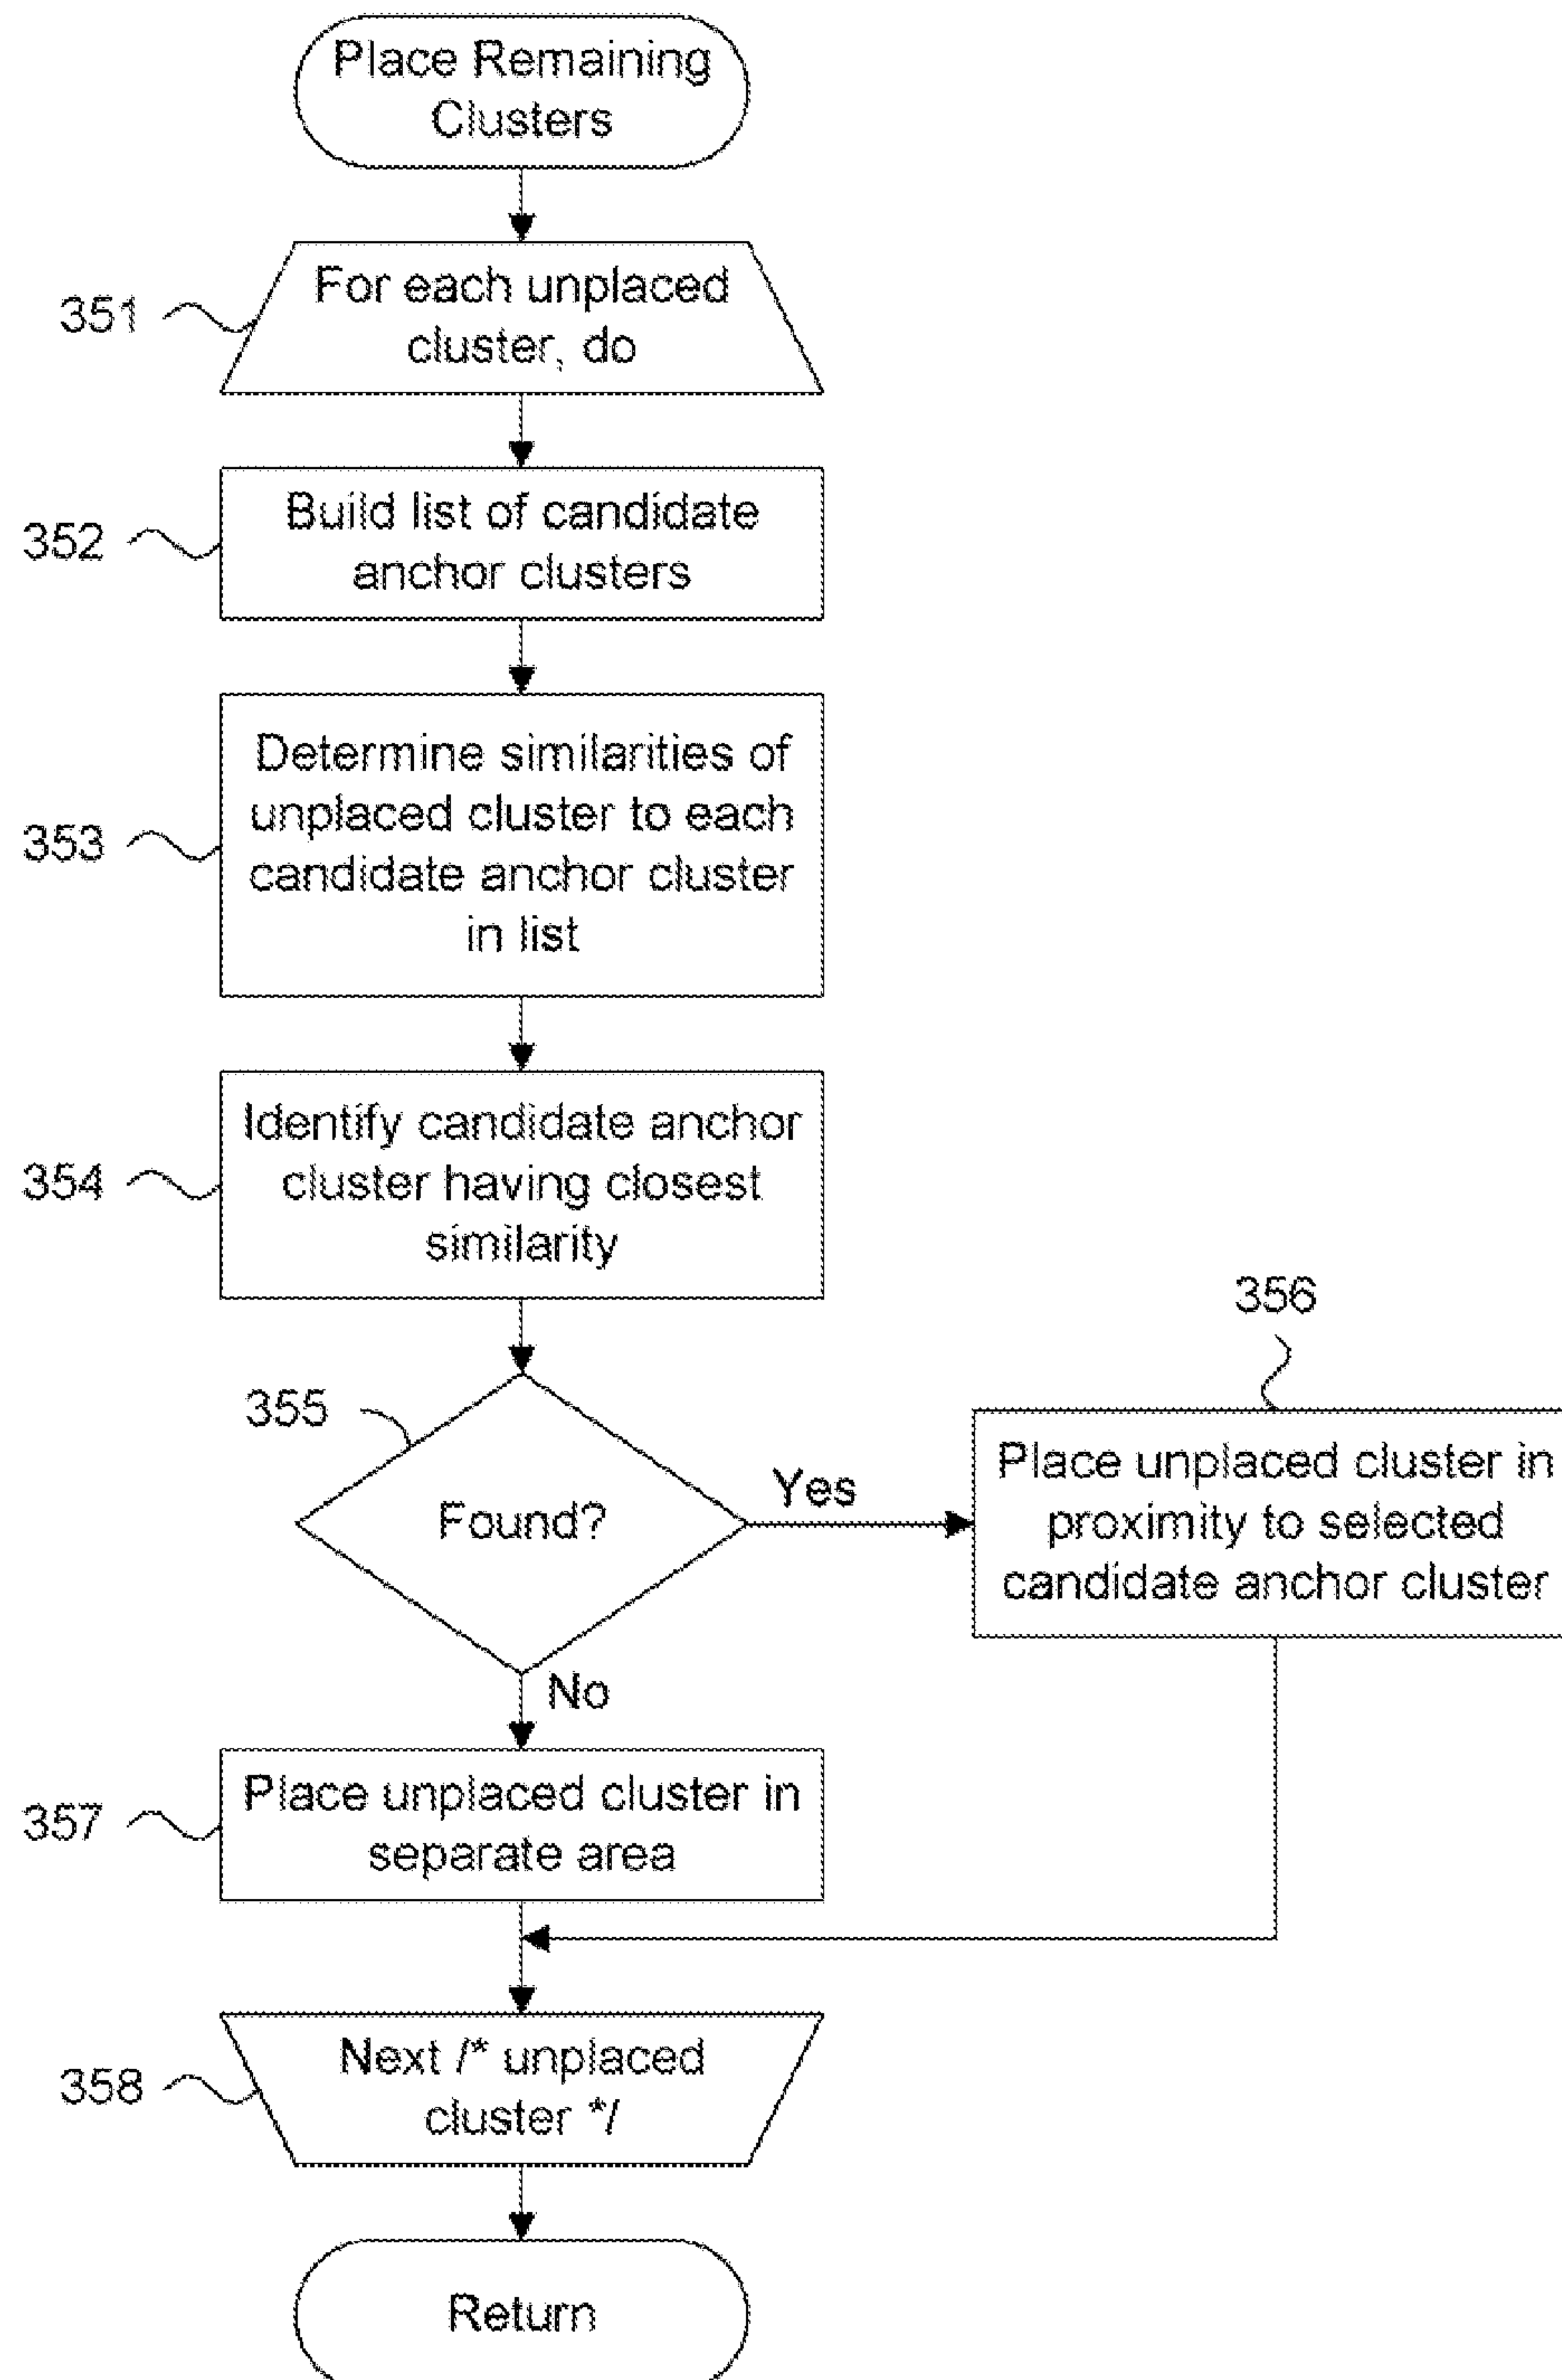 Place Remaining
Clusters
351
For each unplaced
cluster, do
352
Build list of candidate
anchor clusters
353
Determine similarities of
unplaced cluster to each
candidate anchor cluster
in list
354
Identify candidate anchor
cluster having closest
similarity
355
Found?
Yes
356
Place unplaced cluster in
proximity to selected
candidate anchor cluster
No
357
Place unplaced cluster in
separate area
358
Next /* unplaced
cluster */
Return